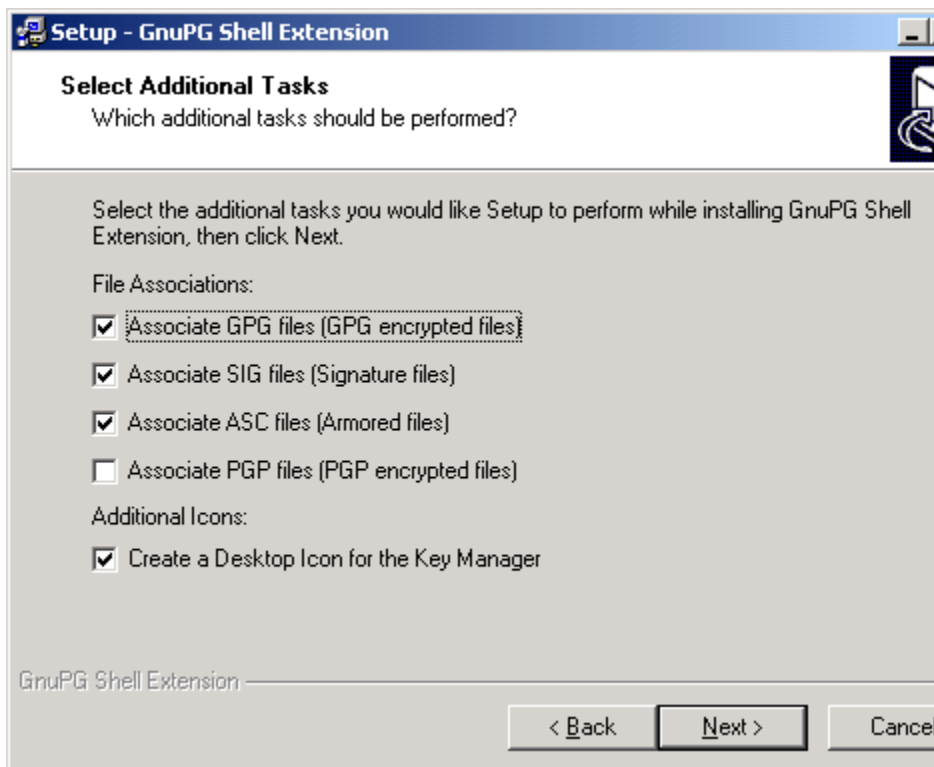 Setup - GnuPG Shell Extension
Select Additional Tasks
Which additional tasks should be performed?
Select the additional tasks you would like Setup to perform while installing GnuPG Shell
Extension, then click Next.
File Associations:
Associate GPG files (GPG encrypted files)
Associate SIG files (Signature files)
Associate ASC files (Armored files)
Associate PGP files (PGP encrypted files)
Additional Icons:
Create a Desktop Icon for the Key Manager
GnuPG Shell Extension
< Back
Next >
Cancel